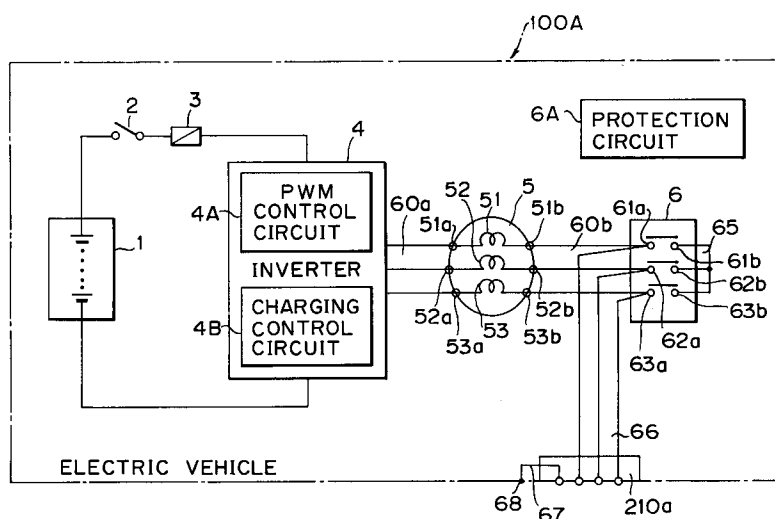 100A
2
3
6A
PROTECTION
CIRCUIT
4
4A
PWM
CONTROL
CIRCUIT
INVERTER
4B
CHARGING
CONTROL
CIRCUIT
1
60a
51a
52
51
5
51b
60b
61a
6
65
61b
62b
63b
62a
63a
52a
53a
53
53b
52b
66
ELECTRIC VEHICLE
68
67
210a